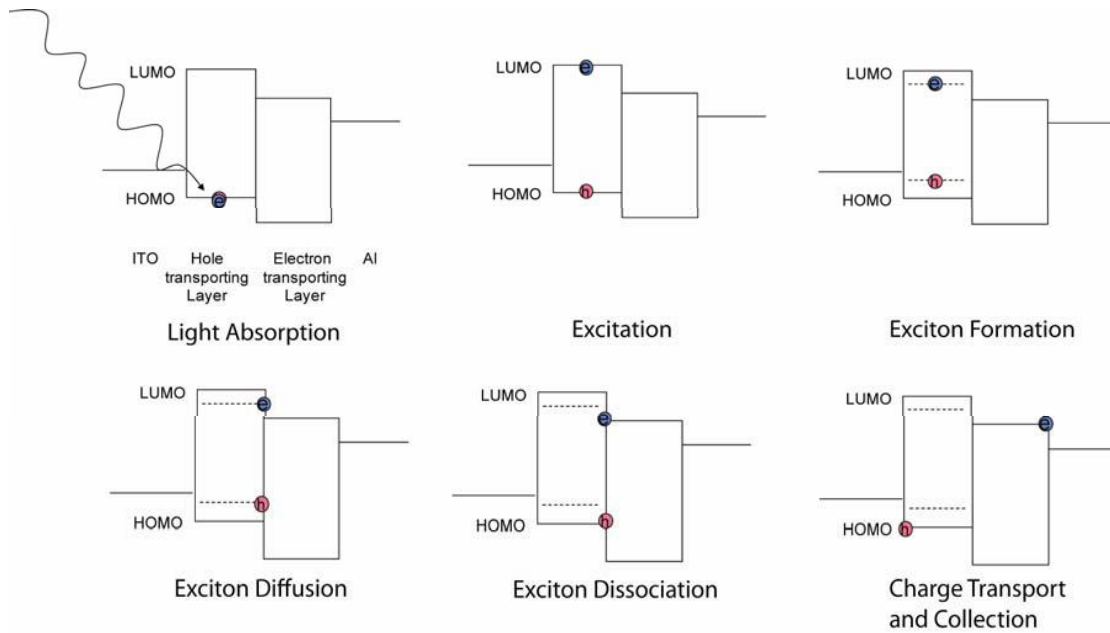 LUMO
e
HOMO
ITO
Hole
transporting
Layer
Electron
transporting
Layer
Al
Light Absorption
LUMO
e
h
HOMO
Excitation
LUMO
e
h
HOMO
Exciton Formation
LUMO
e
h
HOMO
Exciton Diffusion
LUMO
e
h
HOMO
Exciton Dissociation
LUMO
e
HOMO
h
Charge Transport
and Collection